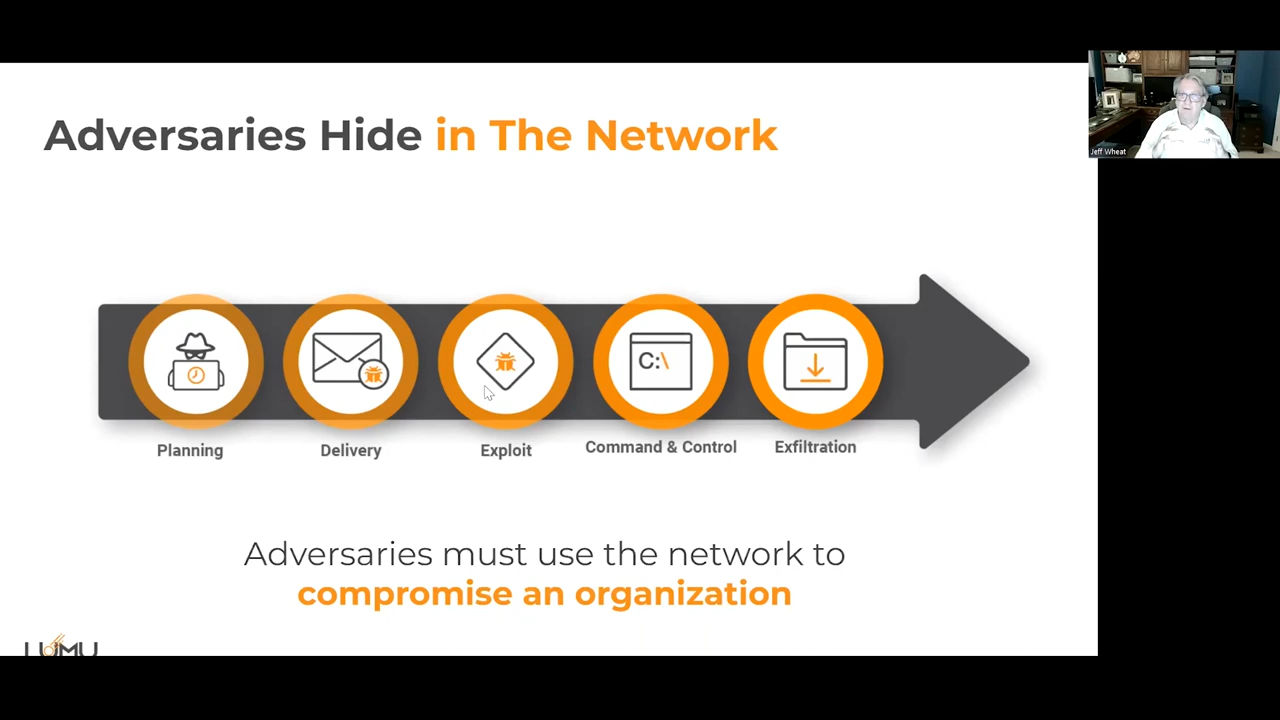 Adversaries Hide in The Network
Jeff Wheat
C:\
Planning
Delivery
Exploit
Command & Control
Exfiltration
Adversaries must use the network to
compromise an organization
LUMU